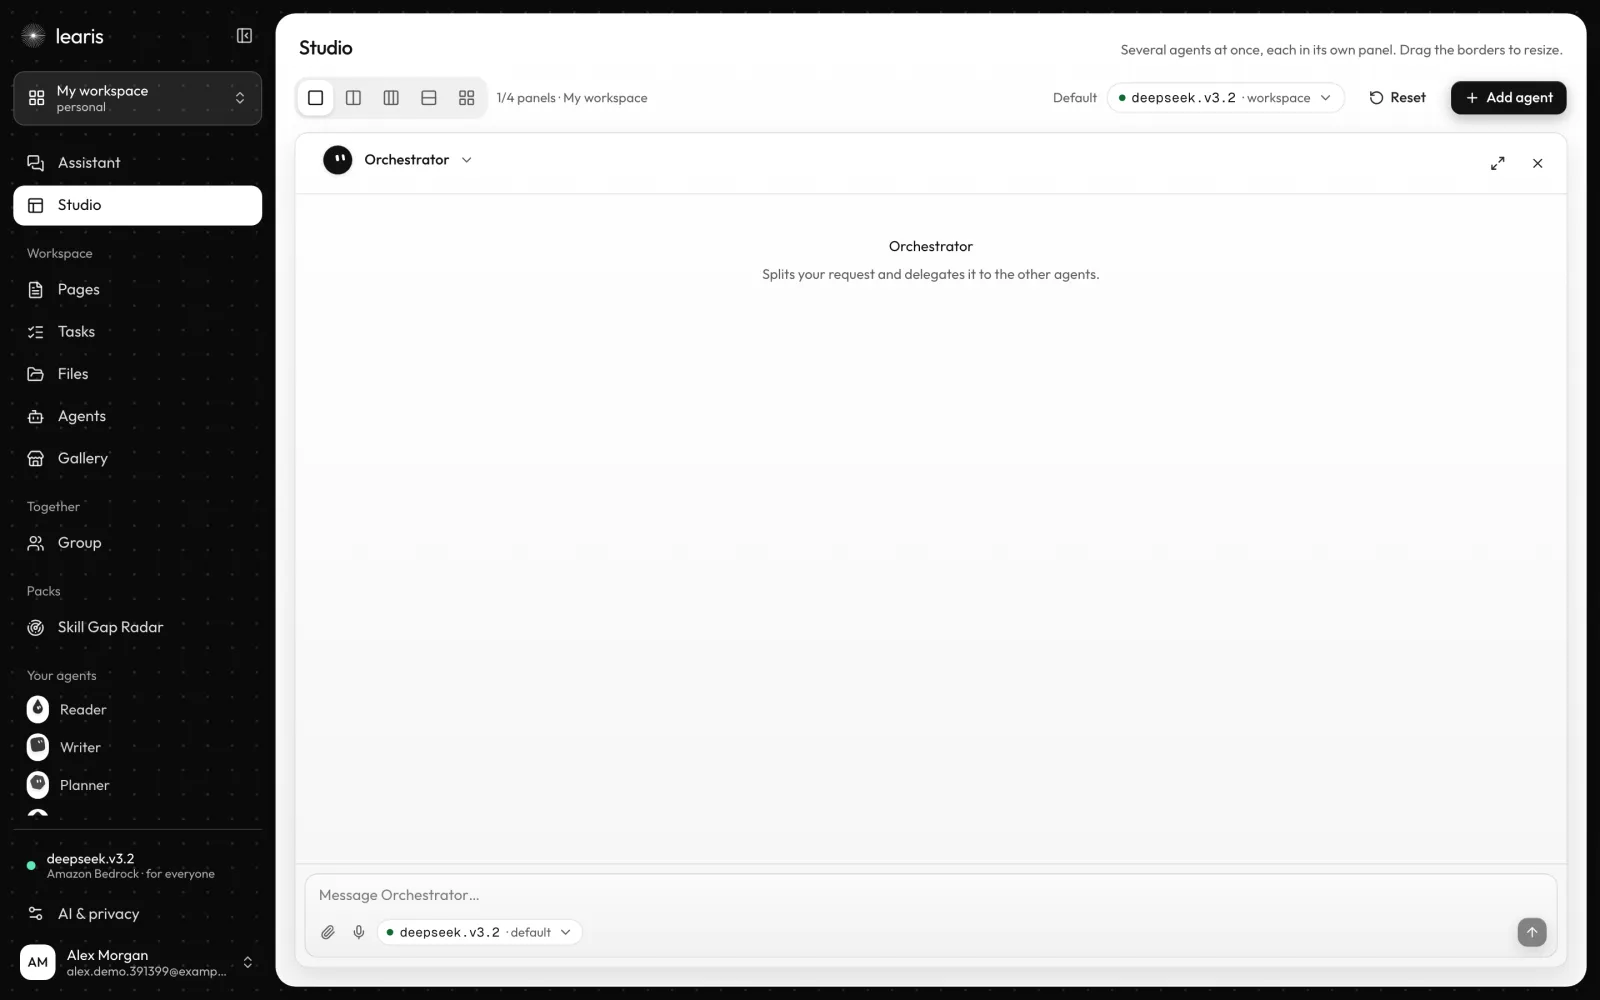 learis
My workspace
personal
Assistant
Studio
Workspace
Pages
Tasks
Files
Agents
Gallery
Together
Group
Packs
Skill Gap Radar
Your agents
Reader
Writer
Planner
deepseek.v3.2
Amazon Bedrock · for everyone
AI & privacy
AM
Alex Morgan
alex.demo.391399@examp...
Studio
Several agents at once, each in its own panel. Drag the borders to resize.
1/4 panels · My workspace
Default
deepseek.v3.2 · workspace
Reset
+ Add agent
Orchestrator
Orchestrator
Splits your request and delegates it to the other agents.
Message Orchestrator...
deepseek.v3.2 · default